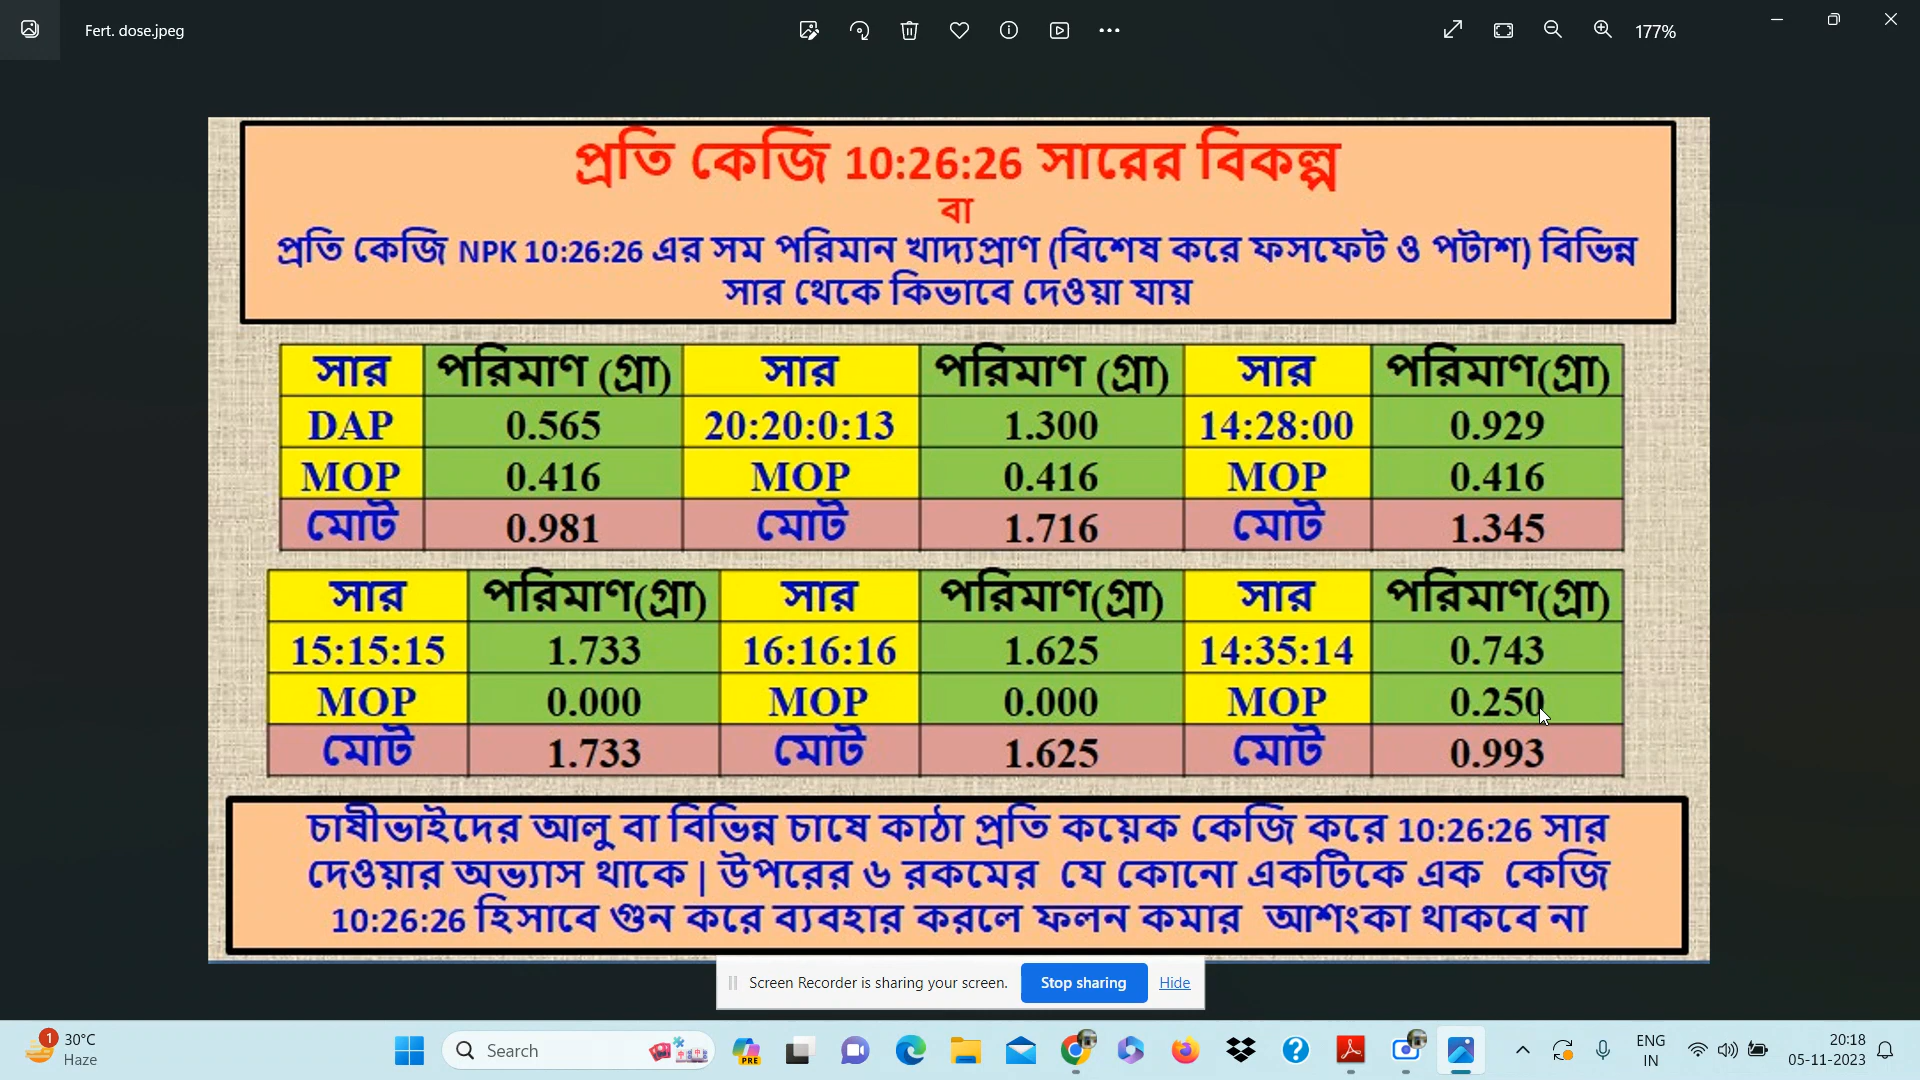 Fert. dose.jpeg
177%
প্রতি কেজি 10:26:26 সারের বিকল্প
বা
প্রতি কেজি NPK 10:26:26 এর সম পরিমান খাদ্যপ্রাণ (বিশেষ করে ফসফেট ও পটাশ) বিভিন্ন
সার থেকে কিভাবে দেওয়া যায়
সার পরিমাণ (গ্রা) সার পরিমাণ (গ্রা) সার পরিমাণ(গ্রা)
DAP 0.565 20:20:0:13 1.300 14:28:00 0.929
MOP 0.416 MOP 0.416 MOP 0.416
মোট 0.981 মোট 1.716 মোট 1.345
সার পরিমাণ(গ্রা) সার পরিমাণ(গ্রা) সার পরিমাণ(গ্রা)
15:15:15 1.733 16:16:16 1.625 14:35:14 0.743
MOP 0.000 MOP 0.000 MOP 0.250
মোট 1.733 মোট 1.625 মোট 0.993
চাষীভাইদের আলু বা বিভিন্ন চাষে কাঠা প্রতি কয়েক কেজি করে 10:26:26 সার
দেওয়ার অভ্যাস থাকে | উপরের ৬ রকমের যে কোনো একটিকে এক কেজি
10:26:26 হিসাবে গুন করে ব্যবহার করলে ফলন কমার আশংকা থাকবে না
Screen Recorder is sharing your screen. Stop sharing Hide
1 30°C
Haze
Search
PRE
ENG
IN
20:18
05-11-2023